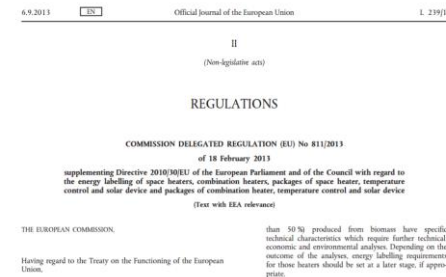 6.9.2013 EN Official Journal of the European Union L 239/1
II
(Non-legislative acts)
REGULATIONS
COMMISSION DELEGATED REGULATION (EU) No 811/2013
of 18 February 2013
supplementing Directive 2010/30/EU of the European Parliament and of the Council with regard to
the energy labelling of space heaters, combination heaters, packages of space heater, temperature
control and solar device and packages of combination heater, temperature control and solar device
(Text with EEA relevance)
THE EUROPEAN COMMISSION,
Having regard to the Treaty on the Functioning of the European
Union,
than 50 %) produced from biomass have specific
technical characteristics which require further technical,
economic and environmental analyses. Depending on the
outcome of the analyses, energy labelling requirements
for those heaters should be set at a later stage, if appro-
priate.